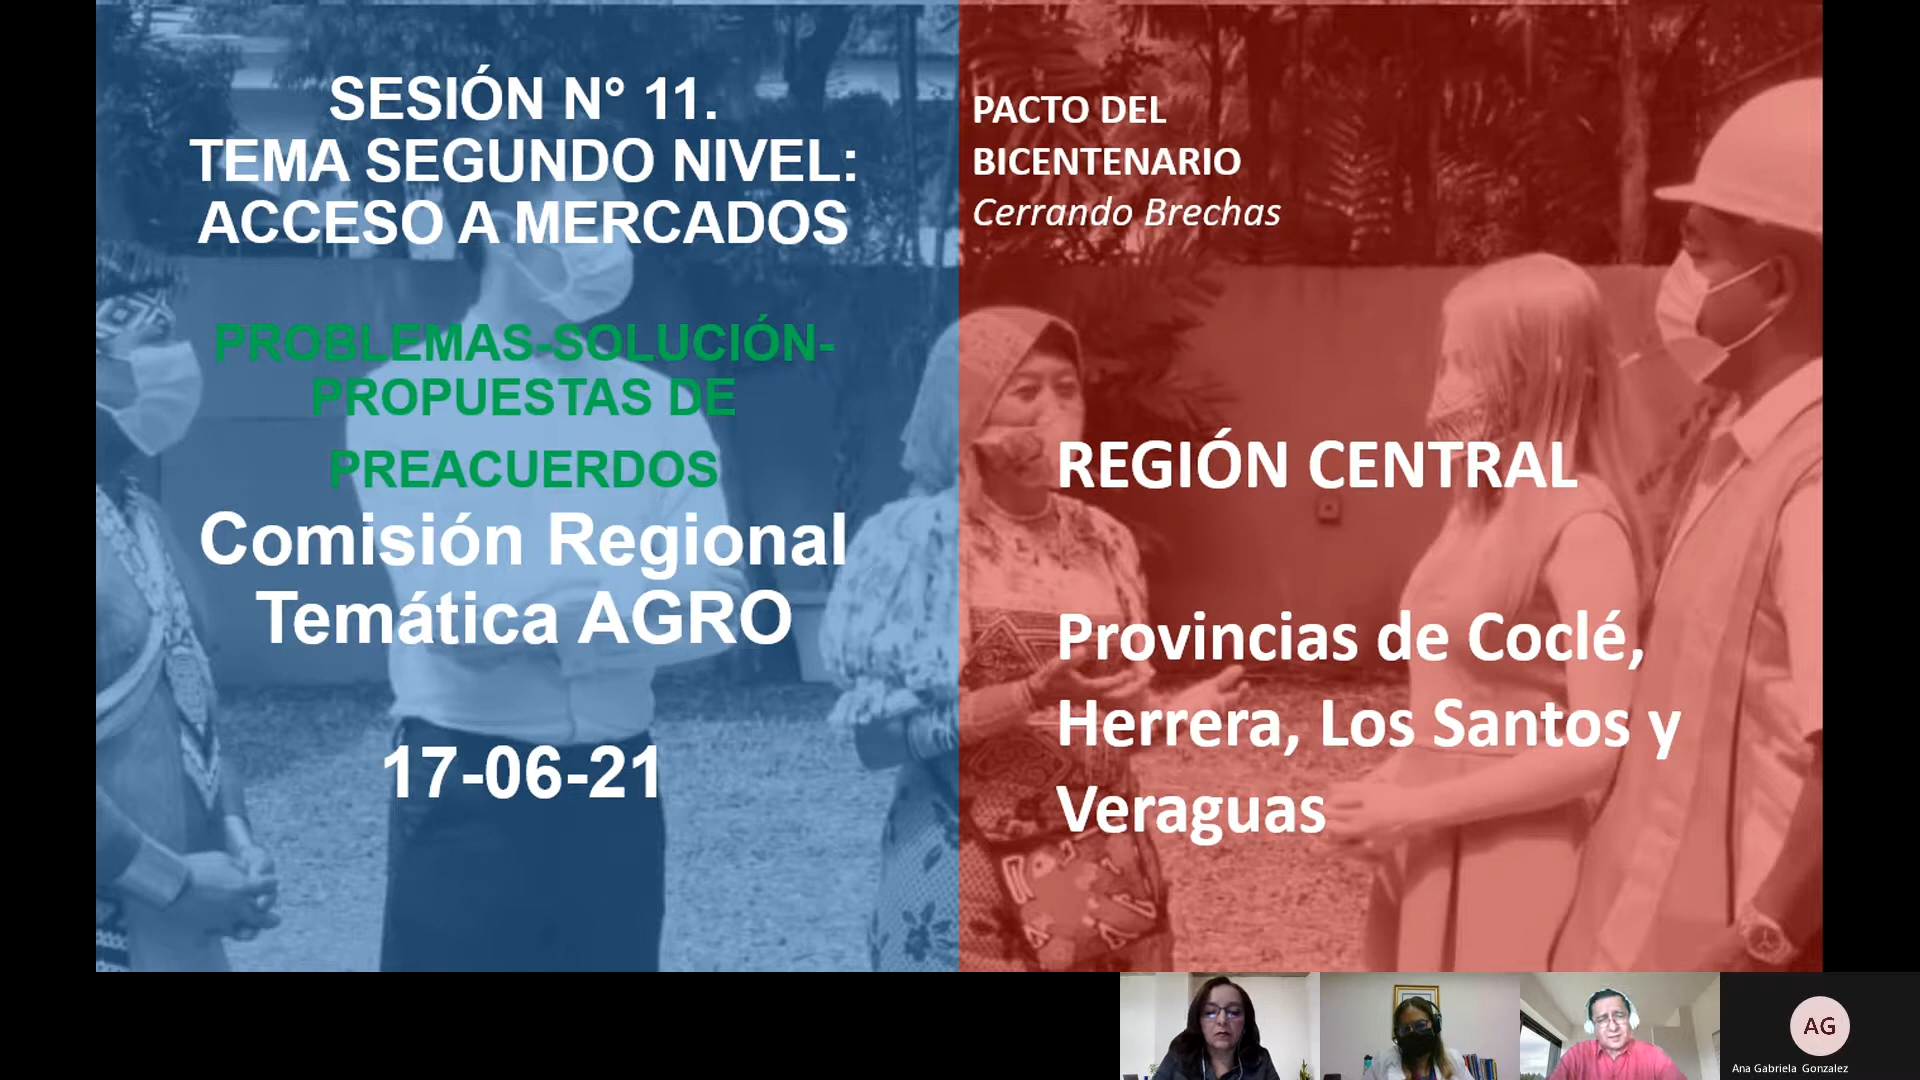 SESIÓN N° 11.
TEMA SEGUNDO NIVEL:
ACCESO A MERCADOS
PROBLEMAS-SOLUCIÓN-
PROPUESTAS DE
PREACUERDOS
Comisión Regional
Temática AGRO
17-06-21
PACTO DEL
BICENTENARIO
Cerrando Brechas
REGIÓN CENTRAL
Provincias de Coclé,
Herrera, Los Santos y
Veraguas
AG
Ana Gabriela Gonzalez